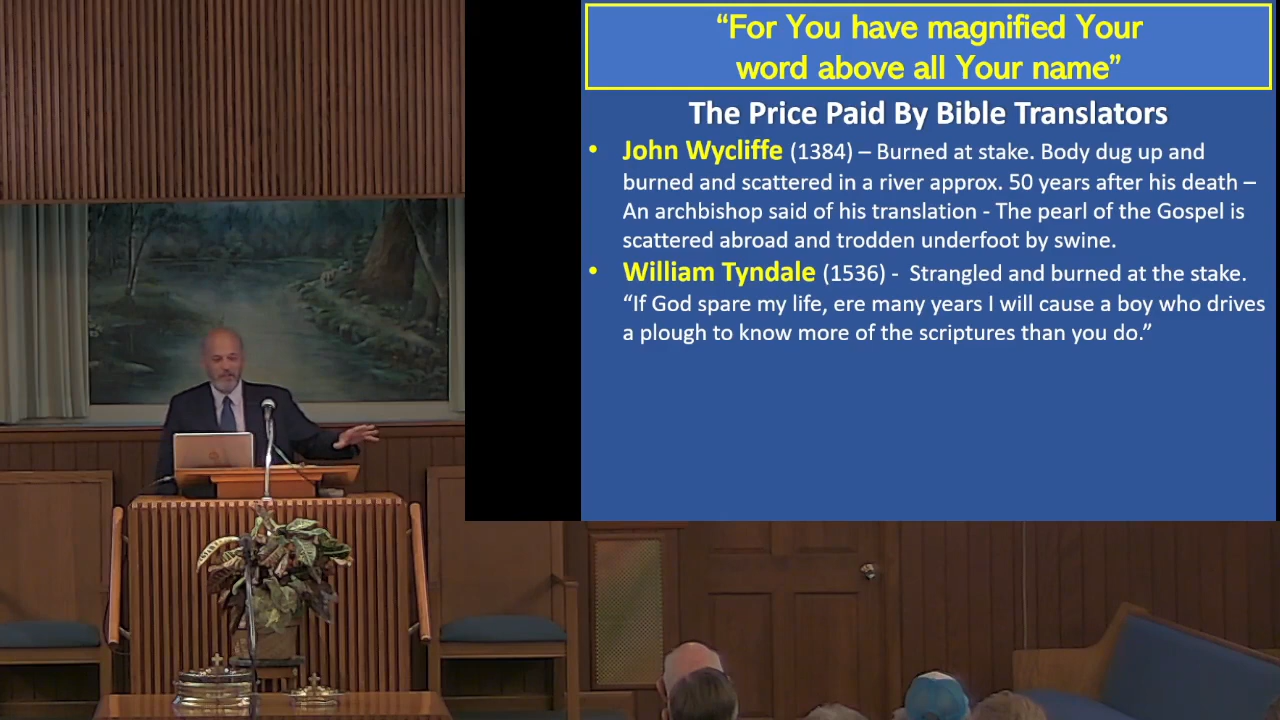 “For You have magnified Your
word above all Your name”
The Price Paid By Bible Translators
• John Wycliffe (1384) – Burned at stake. Body dug up and
burned and scattered in a river approx. 50 years after his death –
An archbishop said of his translation - The pearl of the Gospel is
scattered abroad and trodden underfoot by swine.
• William Tyndale (1536) - Strangled and burned at the stake.
“If God spare my life, ere many years I will cause a boy who drives
a plough to know more of the scriptures than you do.”